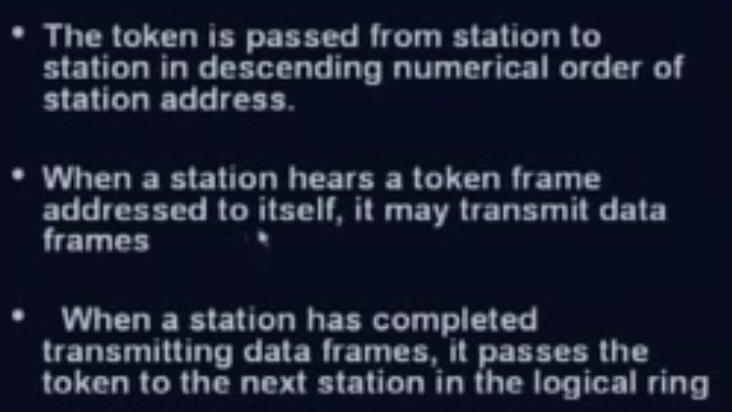 • The token is passed from station to
station in descending numerical order of
station address.
• When a station hears a token frame
addressed to itself, it may transmit data
frames
• When a station has completed
transmitting data frames, it passes the
token to the next station in the logical ring